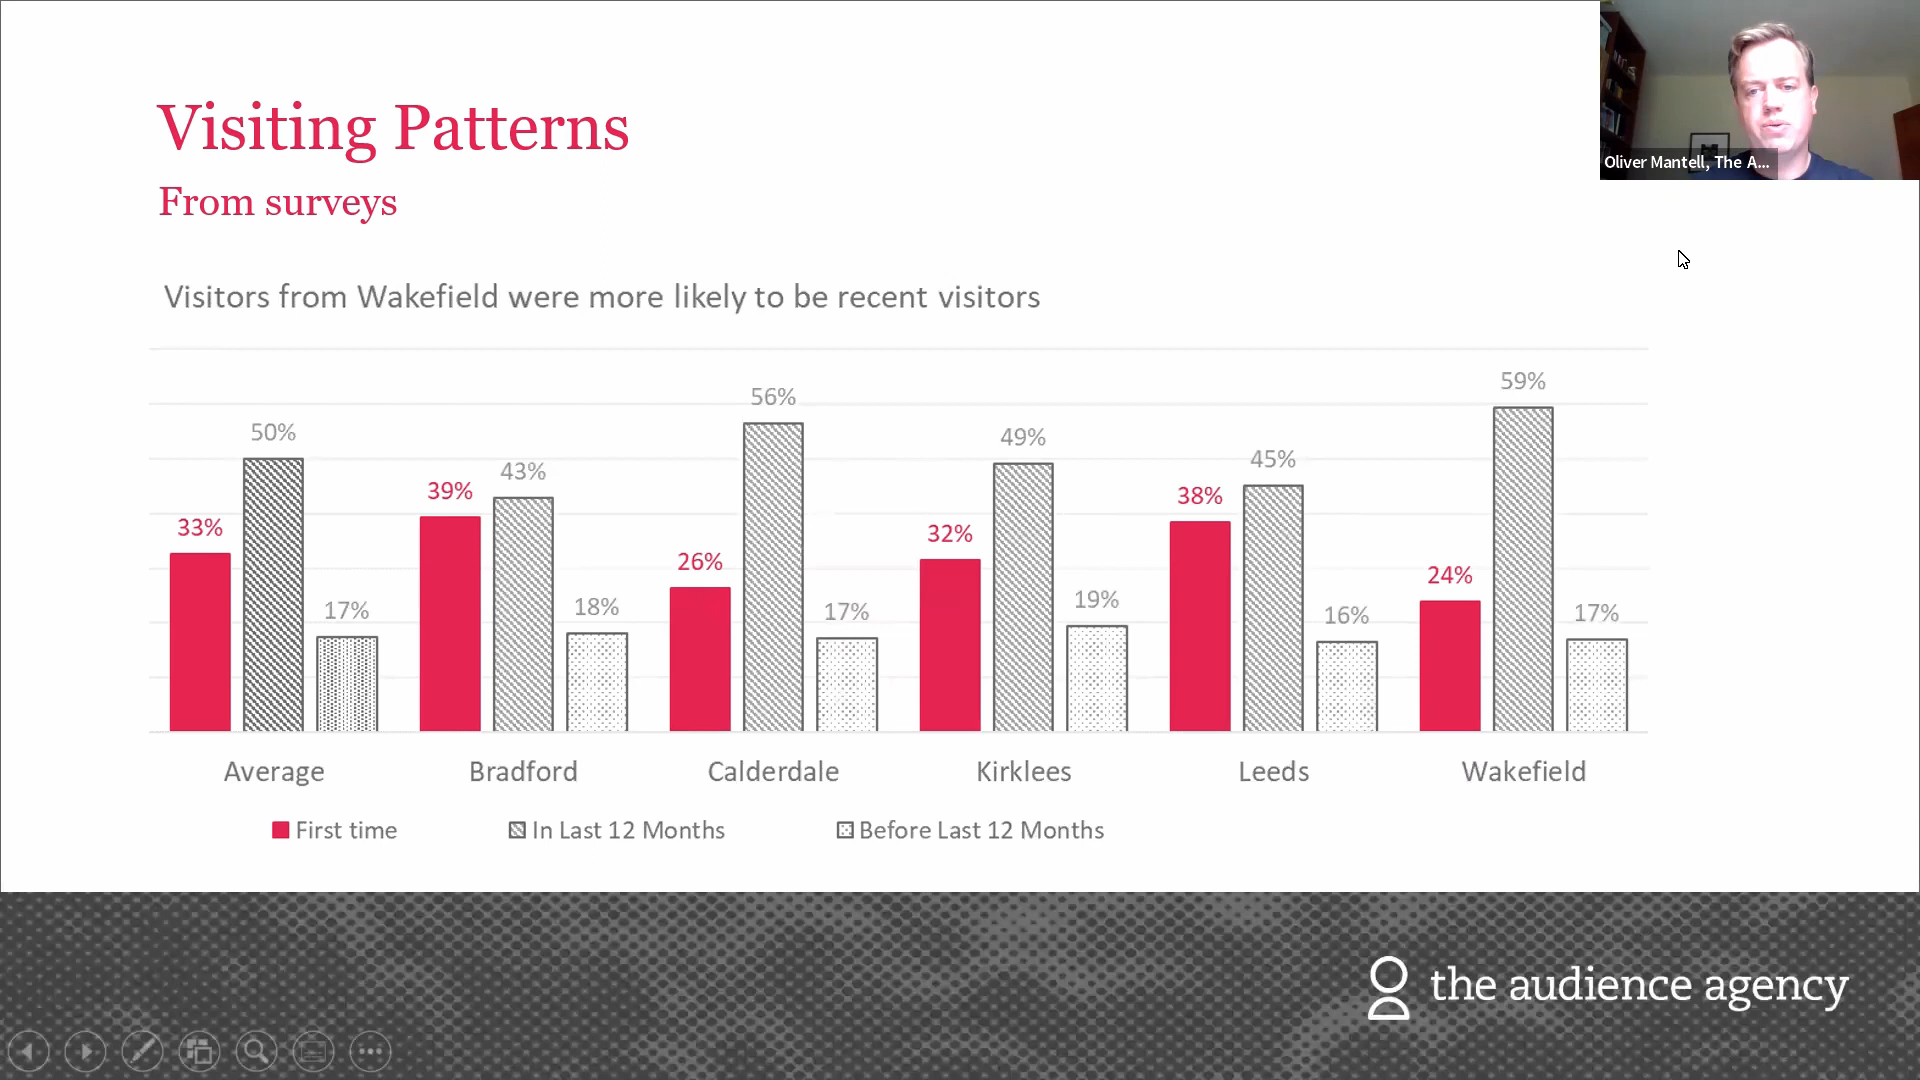 Visiting Patterns
From surveys
Oliver Mantell, The A...
Visitors from Wakefield were more likely to be recent visitors
33% 50% 17% 39% 43% 18% 26% 56% 17% 32% 49% 19% 38% 45% 16% 24% 59% 17%
Average Bradford Calderdale Kirklees Leeds Wakefield
First time In Last 12 Months Before Last 12 Months
the audience agency